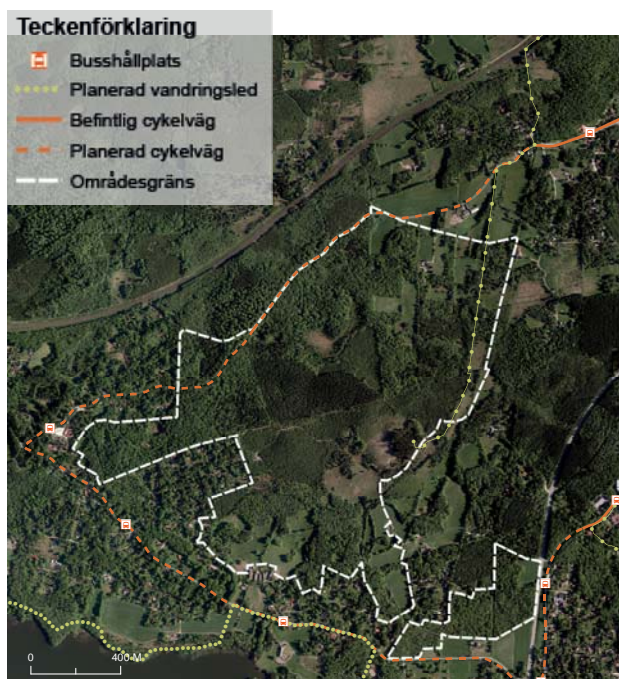 Teckenförklaring
Busshållplats
Planerad vandringsled
Befintlig cykelväg
Planerad cykelväg
Områdesgräns
0 400 M